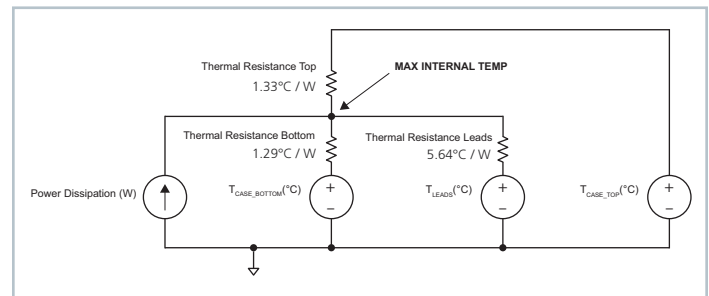 Thermal Resistance Top
1.33°C / W
MAX INTERNAL TEMP
Thermal Resistance Bottom
1.29°C / W
Thermal Resistance Leads
5.64°C / W
Power Dissipation (W)
T_CASE_BOTTOM(°C)
+
–
T_LEADS(°C)
+
–
T_CASE_TOP(°C)
+
–